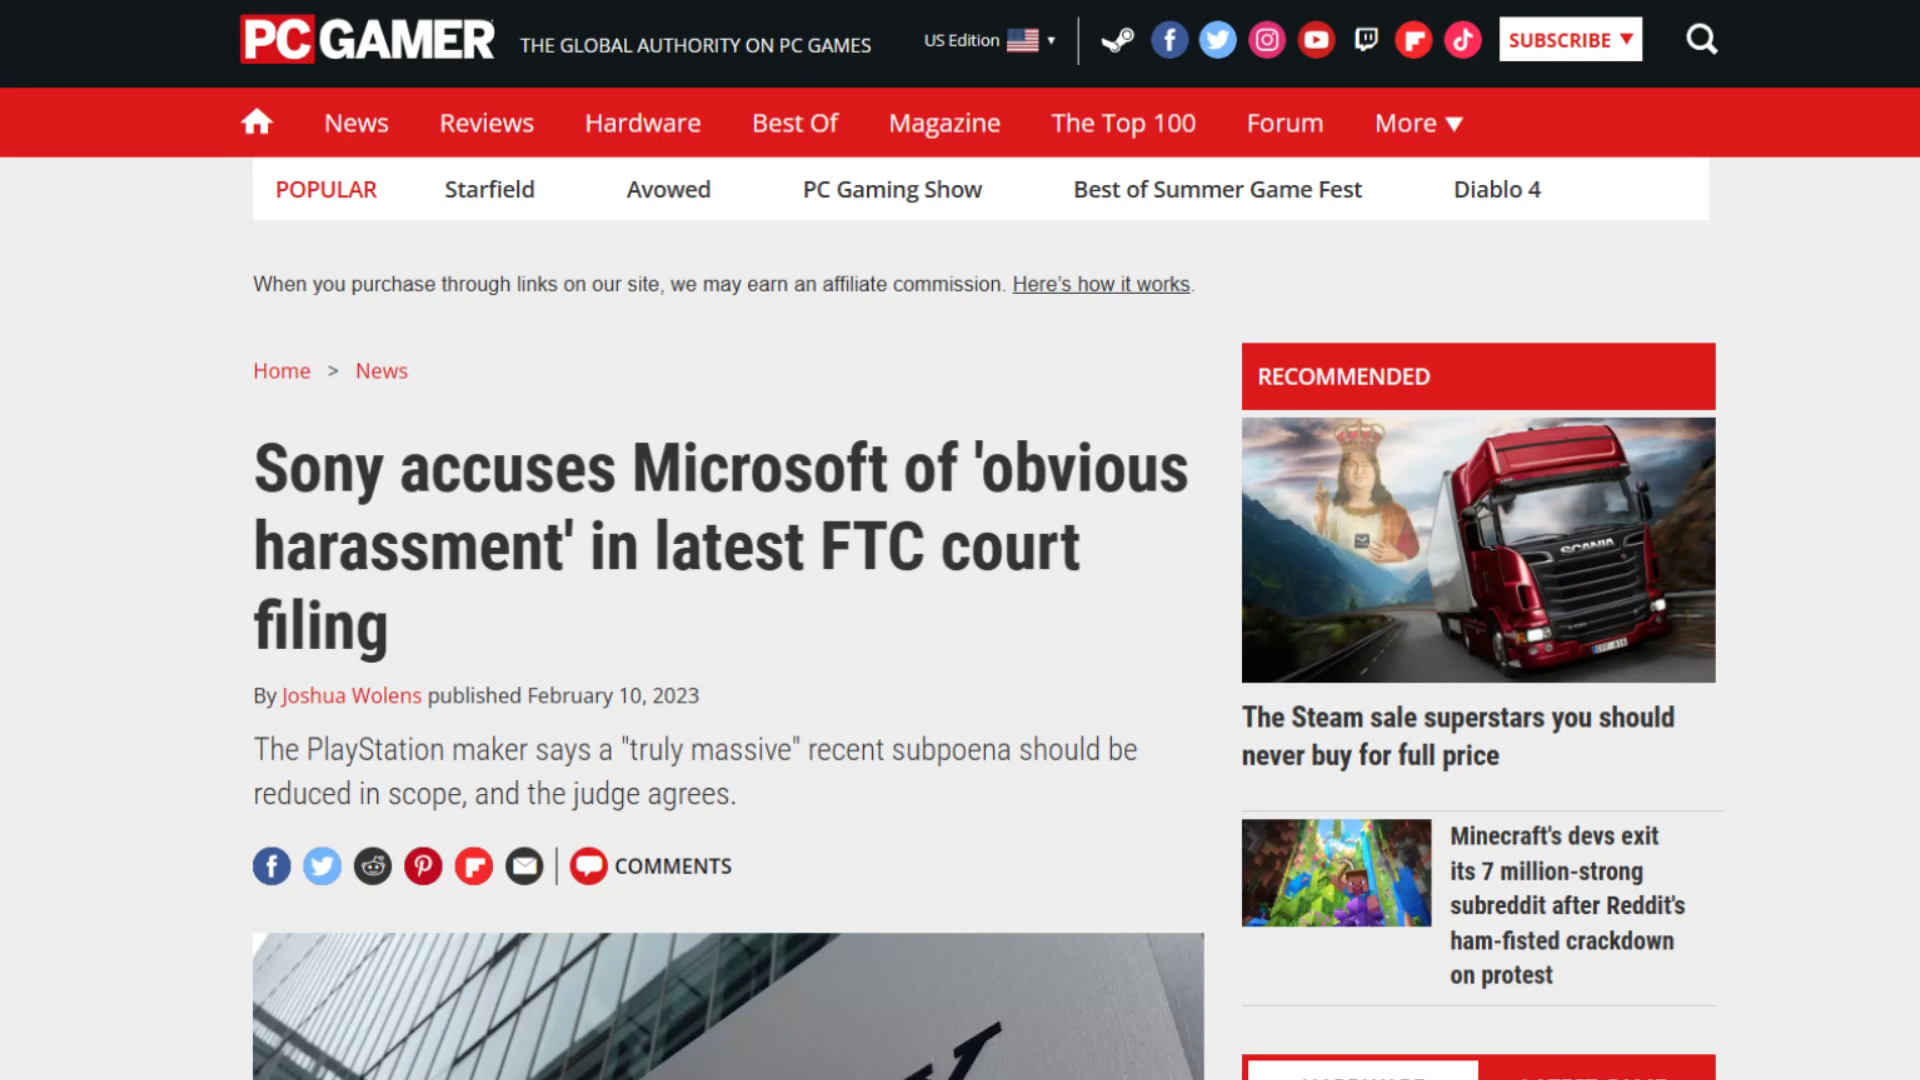 PC GAMER
THE GLOBAL AUTHORITY ON PC GAMES
US Edition
SUBSCRIBE
News Reviews Hardware Best Of Magazine The Top 100 Forum More
POPULAR Starfield Avowed PC Gaming Show Best of Summer Game Fest Diablo 4
When you purchase through links on our site, we may earn an affiliate commission. Here's how it works.
Home > News
Sony accuses Microsoft of 'obvious
harassment' in latest FTC court
filing
By Joshua Wolens published February 10, 2023
The PlayStation maker says a "truly massive" recent subpoena should be
reduced in scope, and the judge agrees.
COMMENTS
RECOMMENDED
SCANIA
The Steam sale superstars you should
never buy for full price
Minecraft's devs exit
its 7 million-strong
subreddit after Reddit's
ham-fisted crackdown
on protest